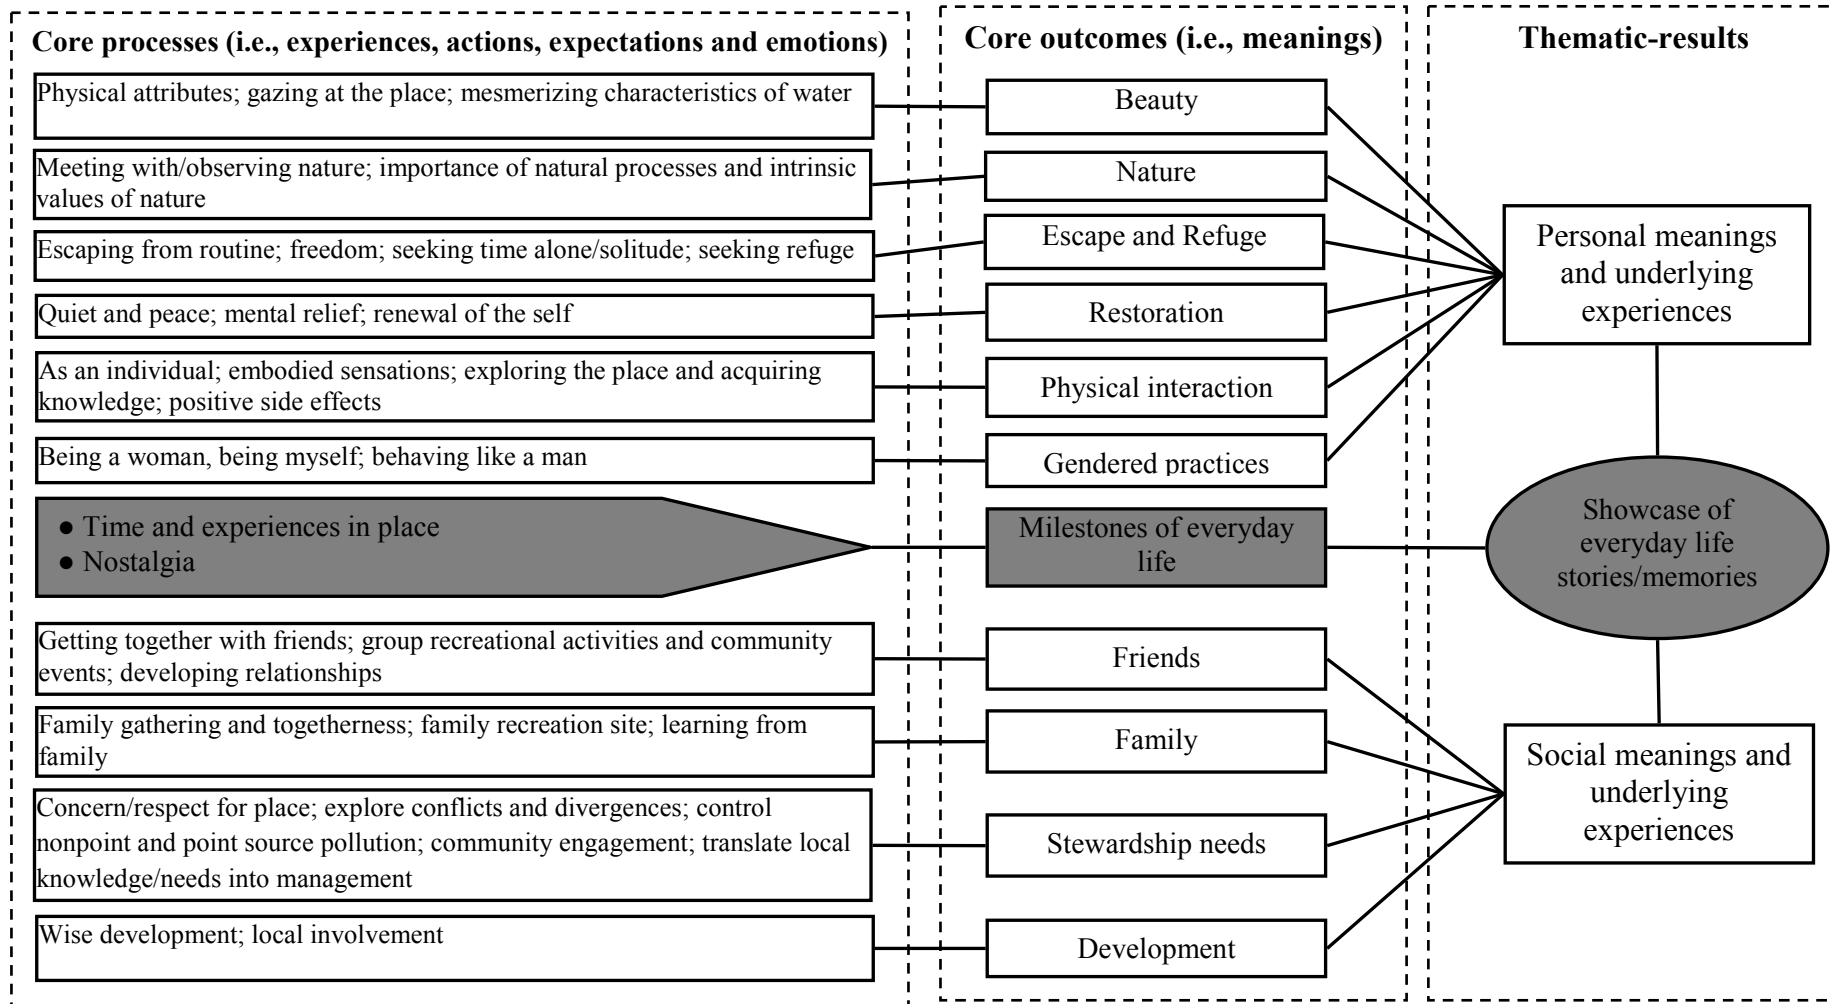 Core processes (i.e., experiences, actions, expectations and emotions)
Physical attributes; gazing at the place; mesmerizing characteristics of water
Meeting with/observing nature; importance of natural processes and intrinsic
values of nature
Escaping from routine; freedom; seeking time alone/solitude; seeking refuge
Quiet and peace; mental relief; renewal of the self
As an individual; embodied sensations; exploring the place and acquiring
knowledge; positive side effects
Being a woman, being myself; behaving like a man
● Time and experiences in place
● Nostalgia
Getting together with friends; group recreational activities and community
events; developing relationships
Family gathering and togetherness; family recreation site; learning from
family
Concern/respect for place; explore conflicts and divergences; control
nonpoint and point source pollution; community engagement; translate local
knowledge/needs into management
Wise development; local involvement
Core outcomes (i.e., meanings)
Beauty
Nature
Escape and Refuge
Restoration
Physical interaction
Gendered practices
Milestones of everyday
life
Friends
Family
Stewardship needs
Development
Thematic-results
Personal meanings
and underlying
experiences
Showcase of
everyday life
stories/memories
Social meanings and
underlying
experiences